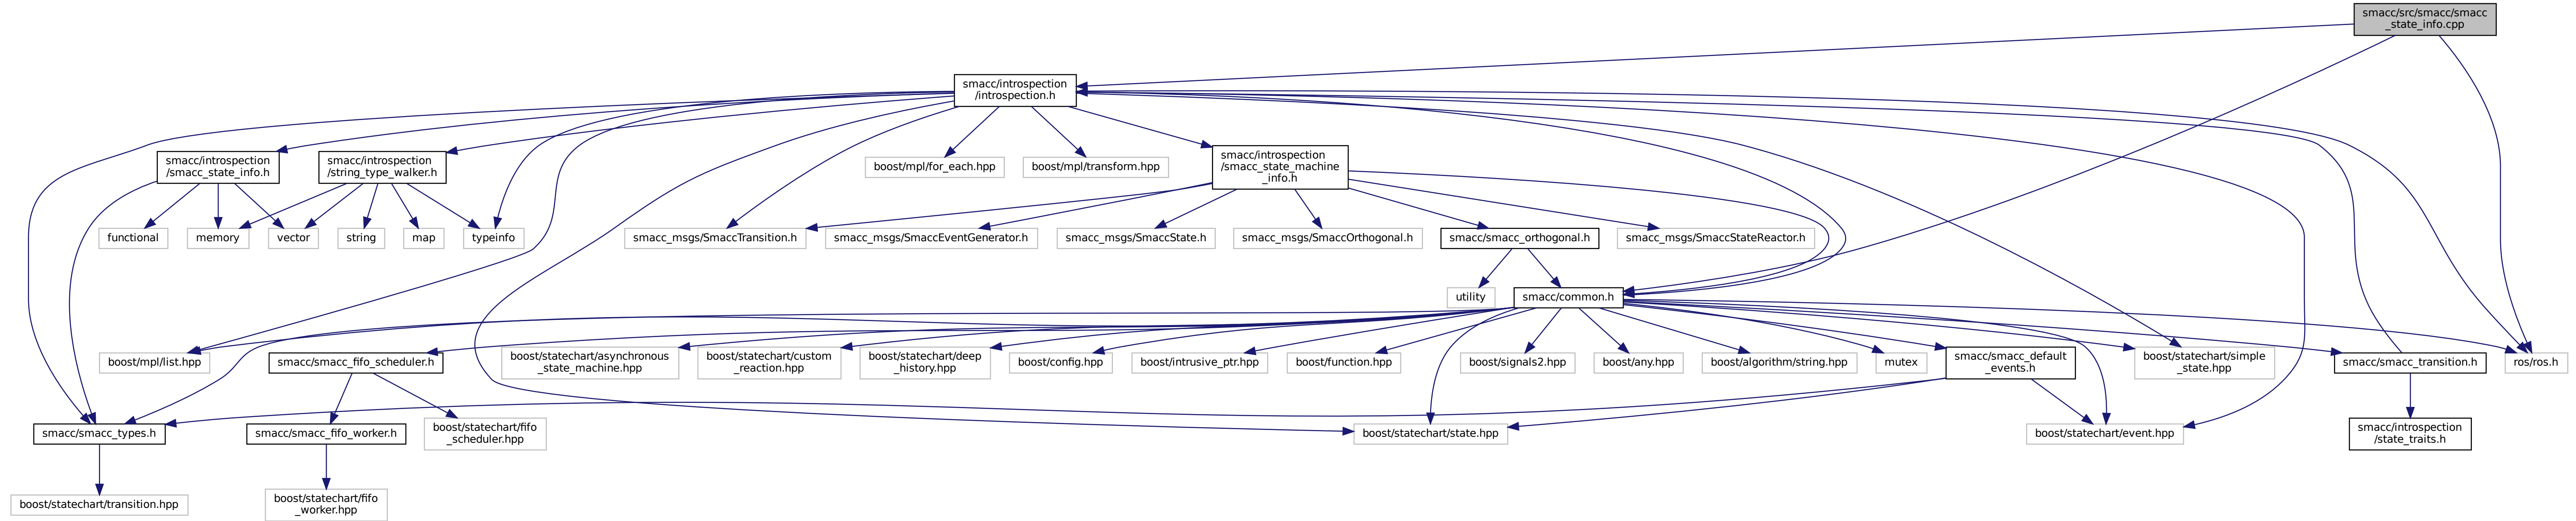 smacc/src/smacc/smacc
_state_info.cpp
smacc/introspection
/introspection.h
smacc/introspection
/smacc_state_info.h
smacc/introspection
/string_type_walker.h
boost/mpl/for_each.hpp
boost/mpl/transform.hpp
smacc/introspection
/smacc_state_machine
_info.h
functional
memory
vector
string
map
typeinfo
smacc_msgs/SmaccTransition.h
smacc_msgs/SmaccEventGenerator.h
smacc_msgs/SmaccState.h
smacc_msgs/SmaccOrthogonal.h
smacc/smacc_orthogonal.h
smacc_msgs/SmaccStateReactor.h
utility
smacc/common.h
boost/mpl/list.hpp
smacc/smacc_fifo_scheduler.h
boost/statechart/asynchronous
_state_machine.hpp
boost/statechart/custom
_reaction.hpp
boost/statechart/deep
_history.hpp
boost/config.hpp
boost/intrusive_ptr.hpp
boost/function.hpp
boost/signals2.hpp
boost/any.hpp
boost/algorithm/string.hpp
mutex
smacc/smacc_default
_events.h
boost/statechart/simple
_state.hpp
smacc/smacc_transition.h
ros/ros.h
smacc/smacc_types.h
smacc/smacc_fifo_worker.h
boost/statechart/fifo
_scheduler.hpp
boost/statechart/state.hpp
boost/statechart/event.hpp
smacc/introspection
/state_traits.h
boost/statechart/transition.hpp
boost/statechart/fifo
_worker.hpp